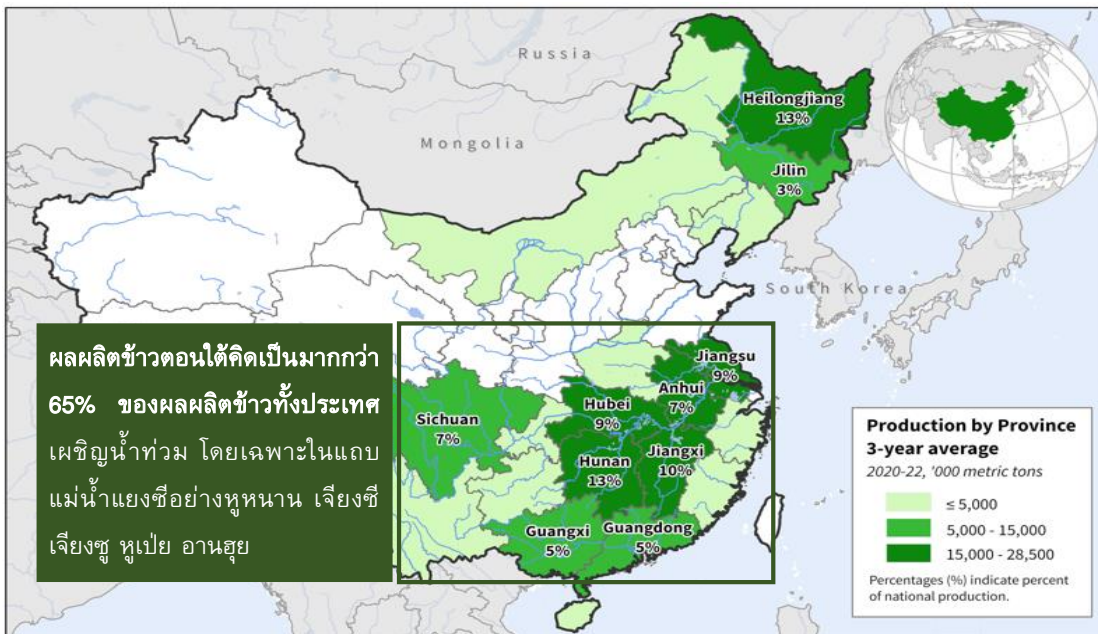 Russia
Heilongjiang
13%
Mongolia
Jilin
3%
South Korea
ผลผลิตข้าวตอนใต้คิดเป็นมากกว่า
65% ของผลผลิตข้าวทั้งประเทศ
เผชิญน้ำท่วม โดยเฉพาะในแถบ
แม่น้ำแยงซีอย่างหูหนาน เจียงซี
เจียงซู หูเป่ย อานฮุย
Jiangsu
9%
Anhui
7%
Hubei
9%
Sichuan
7%
Jiangxi
10%
Hunan
13%
Guangxi
5%
Guangdong
5%
Production by Province
3-year average
2020-22, '000 metric tons
≤ 5,000
5,000 - 15,000
15,000 - 28,500
Percentages (%) indicate percent
of national production.